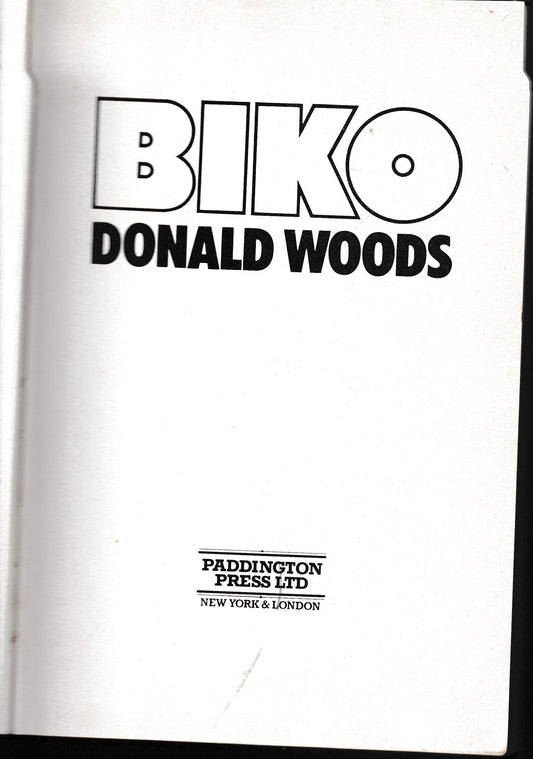 BIKO
DONALD WOODS
PADDINGTON
PRESS LTD
NEW YORK & LONDON